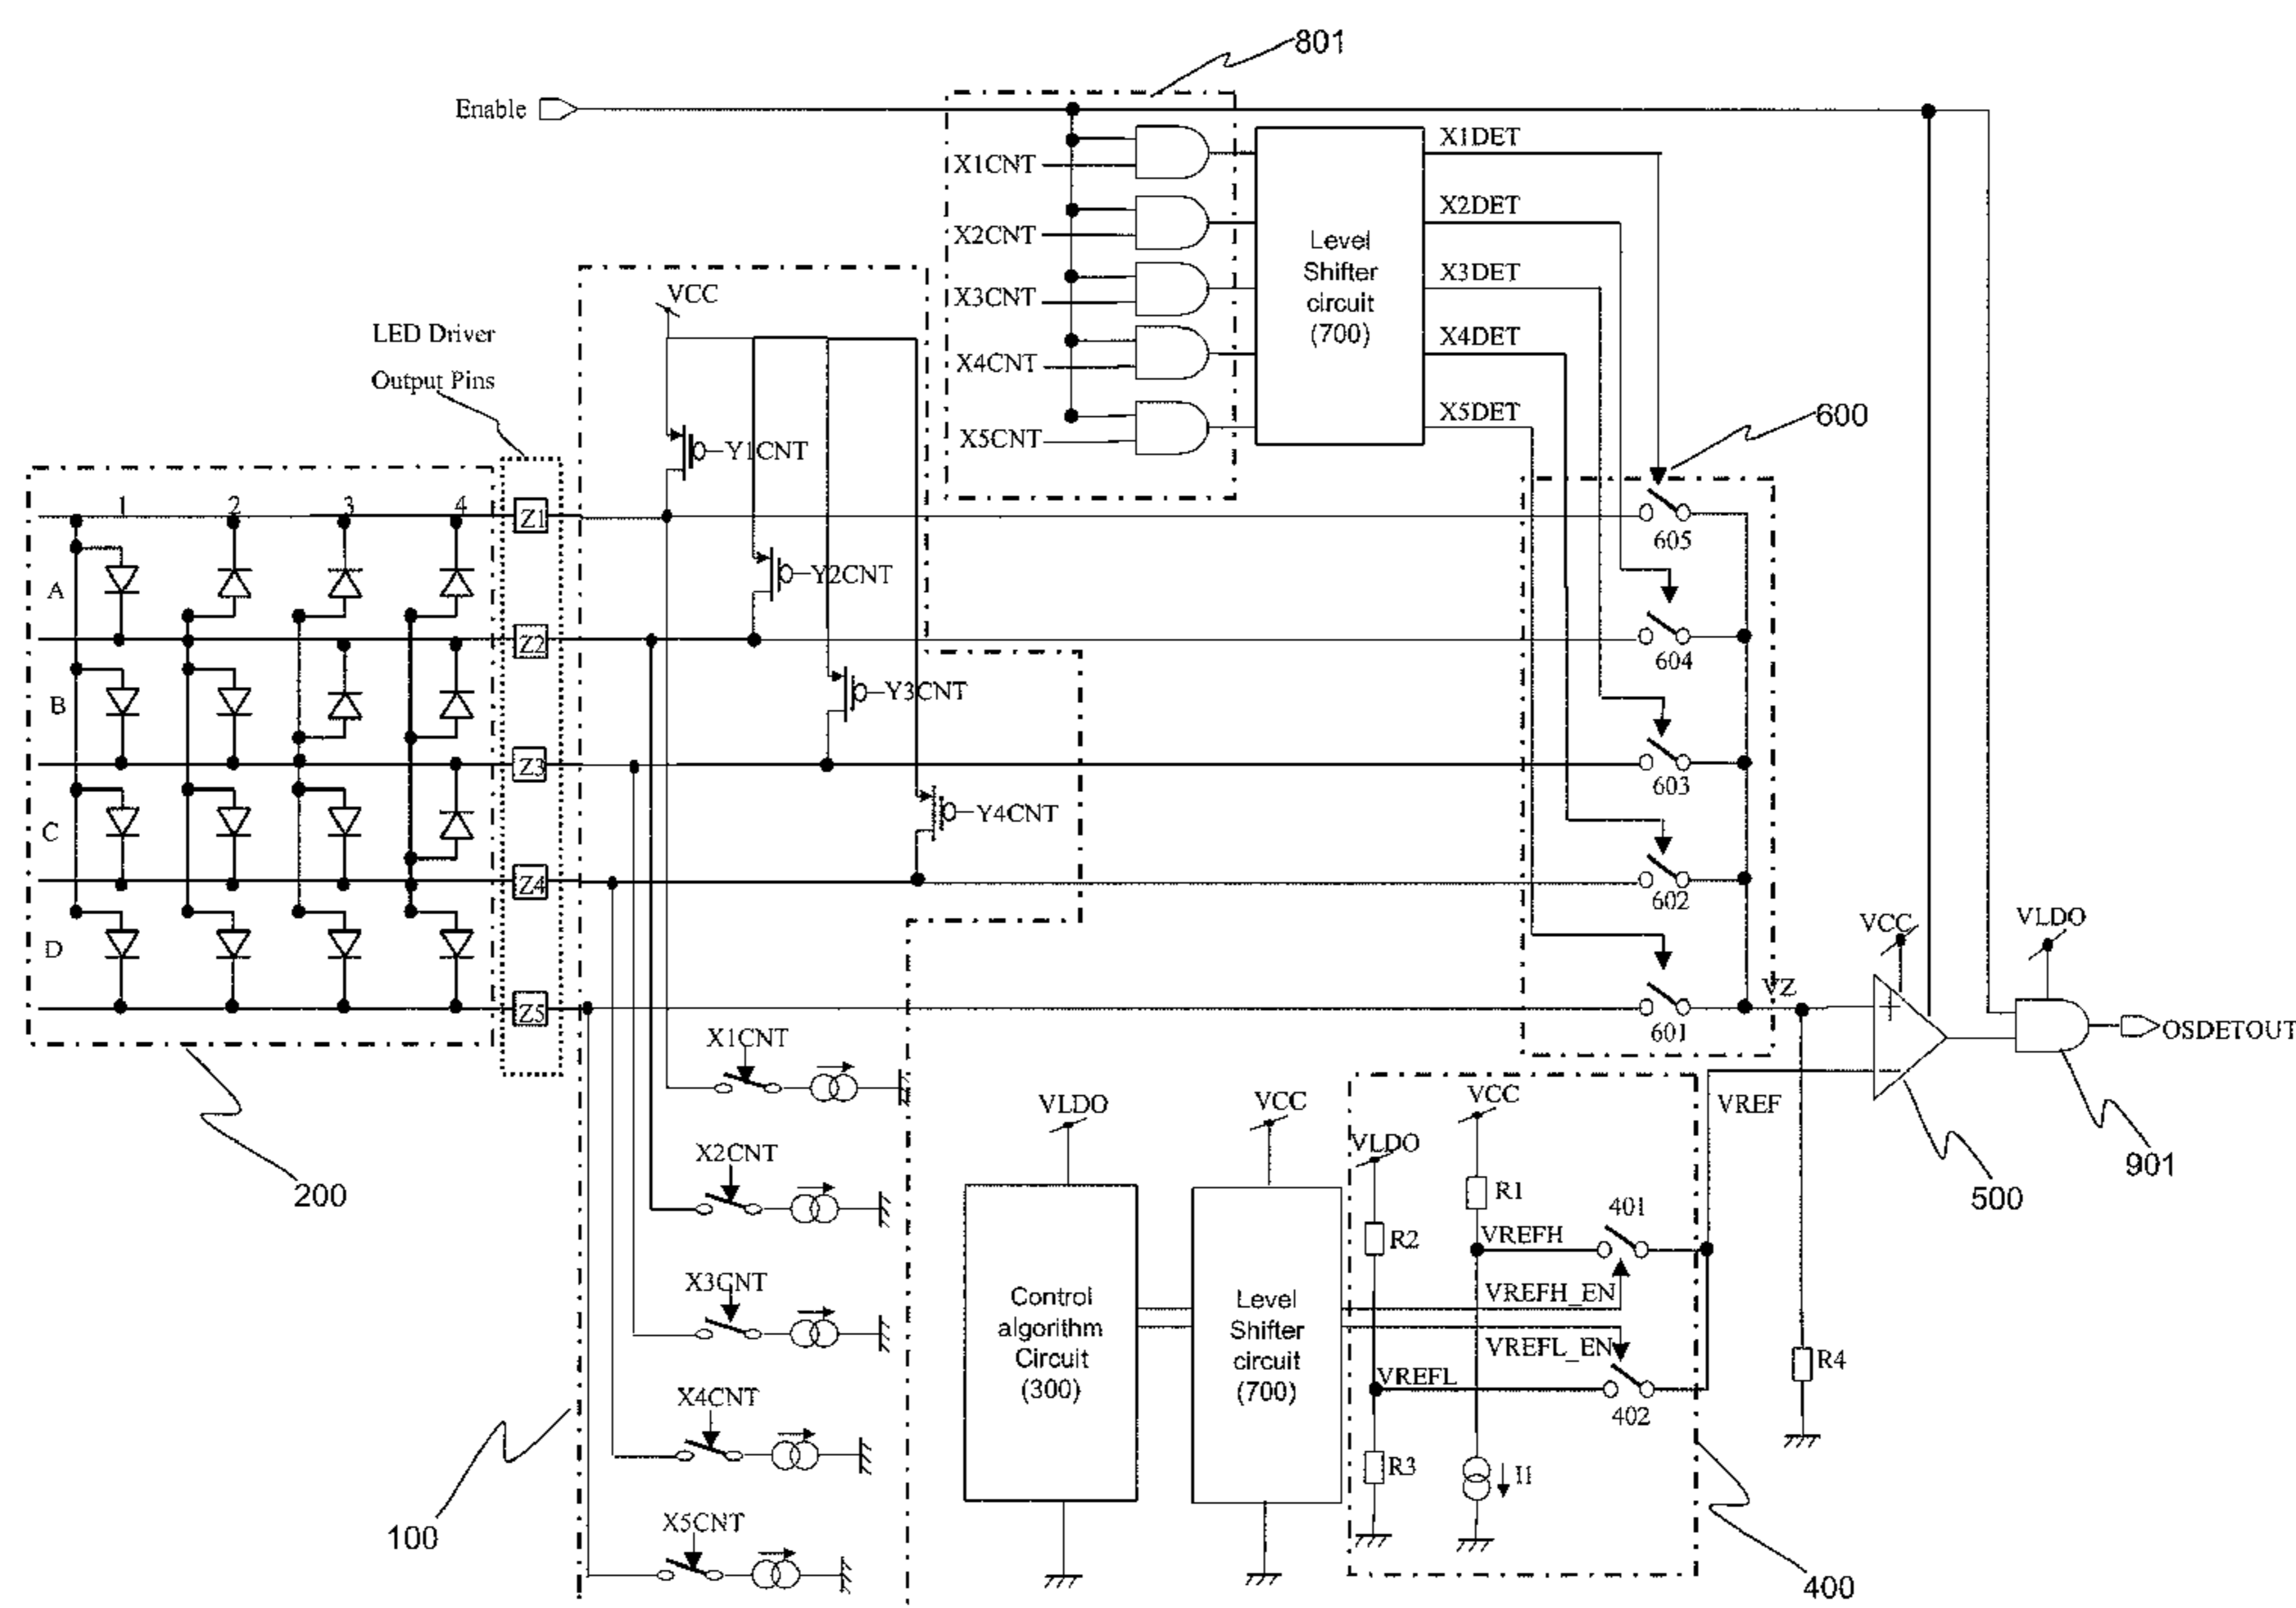 801
Enable
X1CNT
X2CNT
X3CNT
X4CNT
X5CNT
Level
Shifter
circuit
(700)
X1DET
X2DET
X3DET
X4DET
X5DET
600
VCC
LED Driver
Output Pins
Y1CNT
Y2CNT
Y3CNT
Y4CNT
1
2
3
4
A
B
C
D
Z1
Z2
Z3
Z4
Z5
605
604
603
602
601
VZ
VCC
VLDO
+
OSDETOUT
VREF
500
901
200
100
X1CNT
X2CNT
X3CNT
X4CNT
X5CNT
VLDO
Control
algorithm
Circuit
(300)
VCC
Level
Shifter
circuit
(700)
VLDO
VCC
R2
R1
VREFH
401
VREFH_EN
VREFL_EN
VREFL
402
R3
I1
R4
400